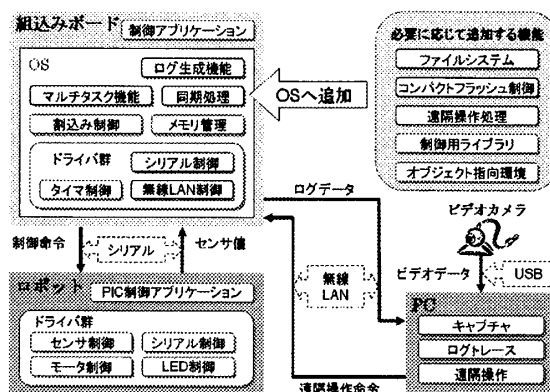 組込みボード
制御アプリケーション
OS
ログ生成機能
マルチタスク機能
同期処理
割込み制御
メモリ管理
ドライバ群
シリアル制御
タイマ制御
無線LAN制御
OSへ追加
必要に応じて追加する機能
ファイルシステム
コンパクトフラッシュ制御
遠隔操作処理
制御用ライブラリ
オブジェクト指向環境
ログデータ
ビデオカメラ
制御命令
シリアル
センサ値
無線
LAN
ビデオデータ
USB
ロボット
PIC制御アプリケーション
ドライバ群
センサ制御
シリアル制御
モータ制御
LED制御
PC
キャプチャ
ログトレース
遠隔操作
遠隔操作命令